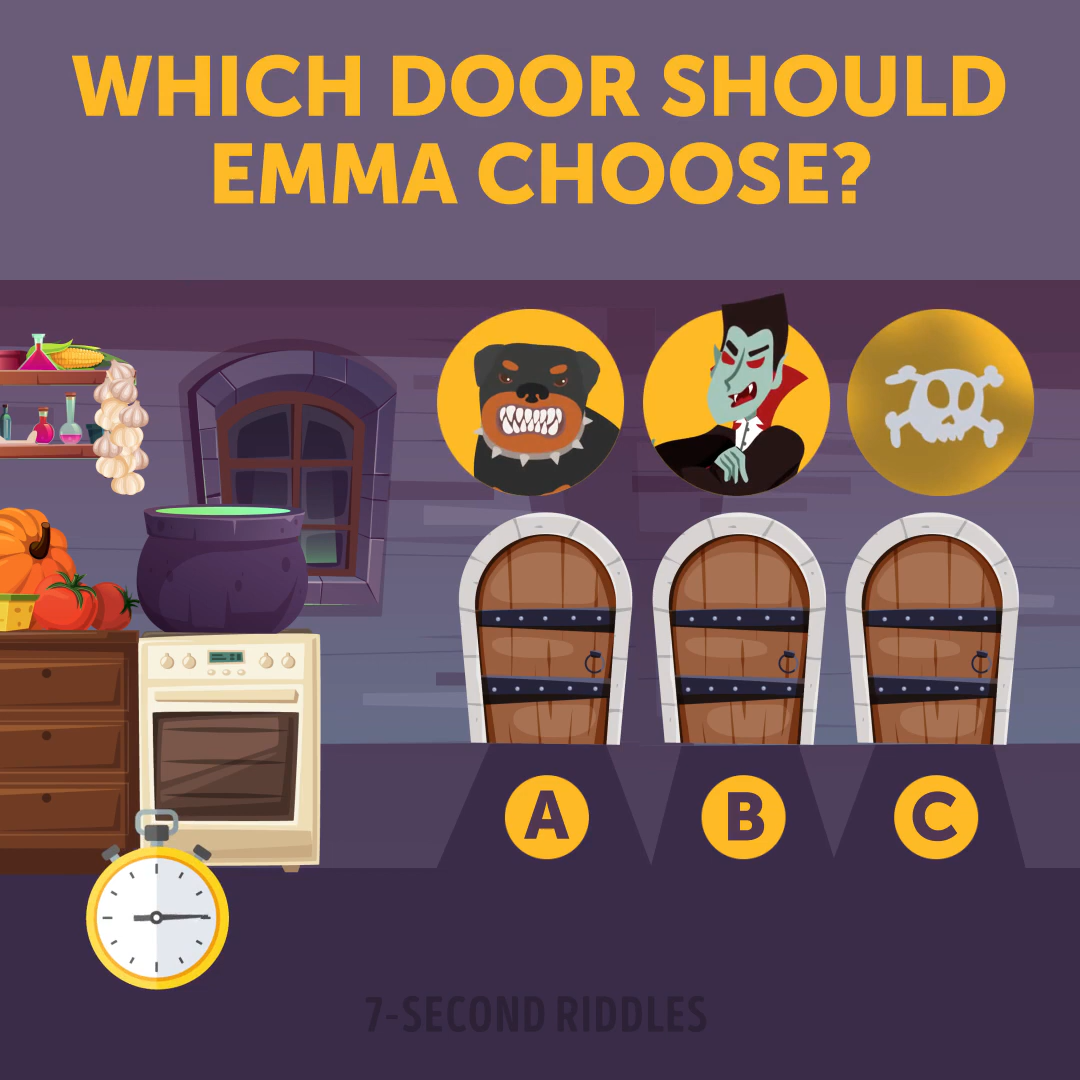 WHICH DOOR SHOULD
EMMA CHOOSE?
A
B
C
7-SECOND RIDDLES